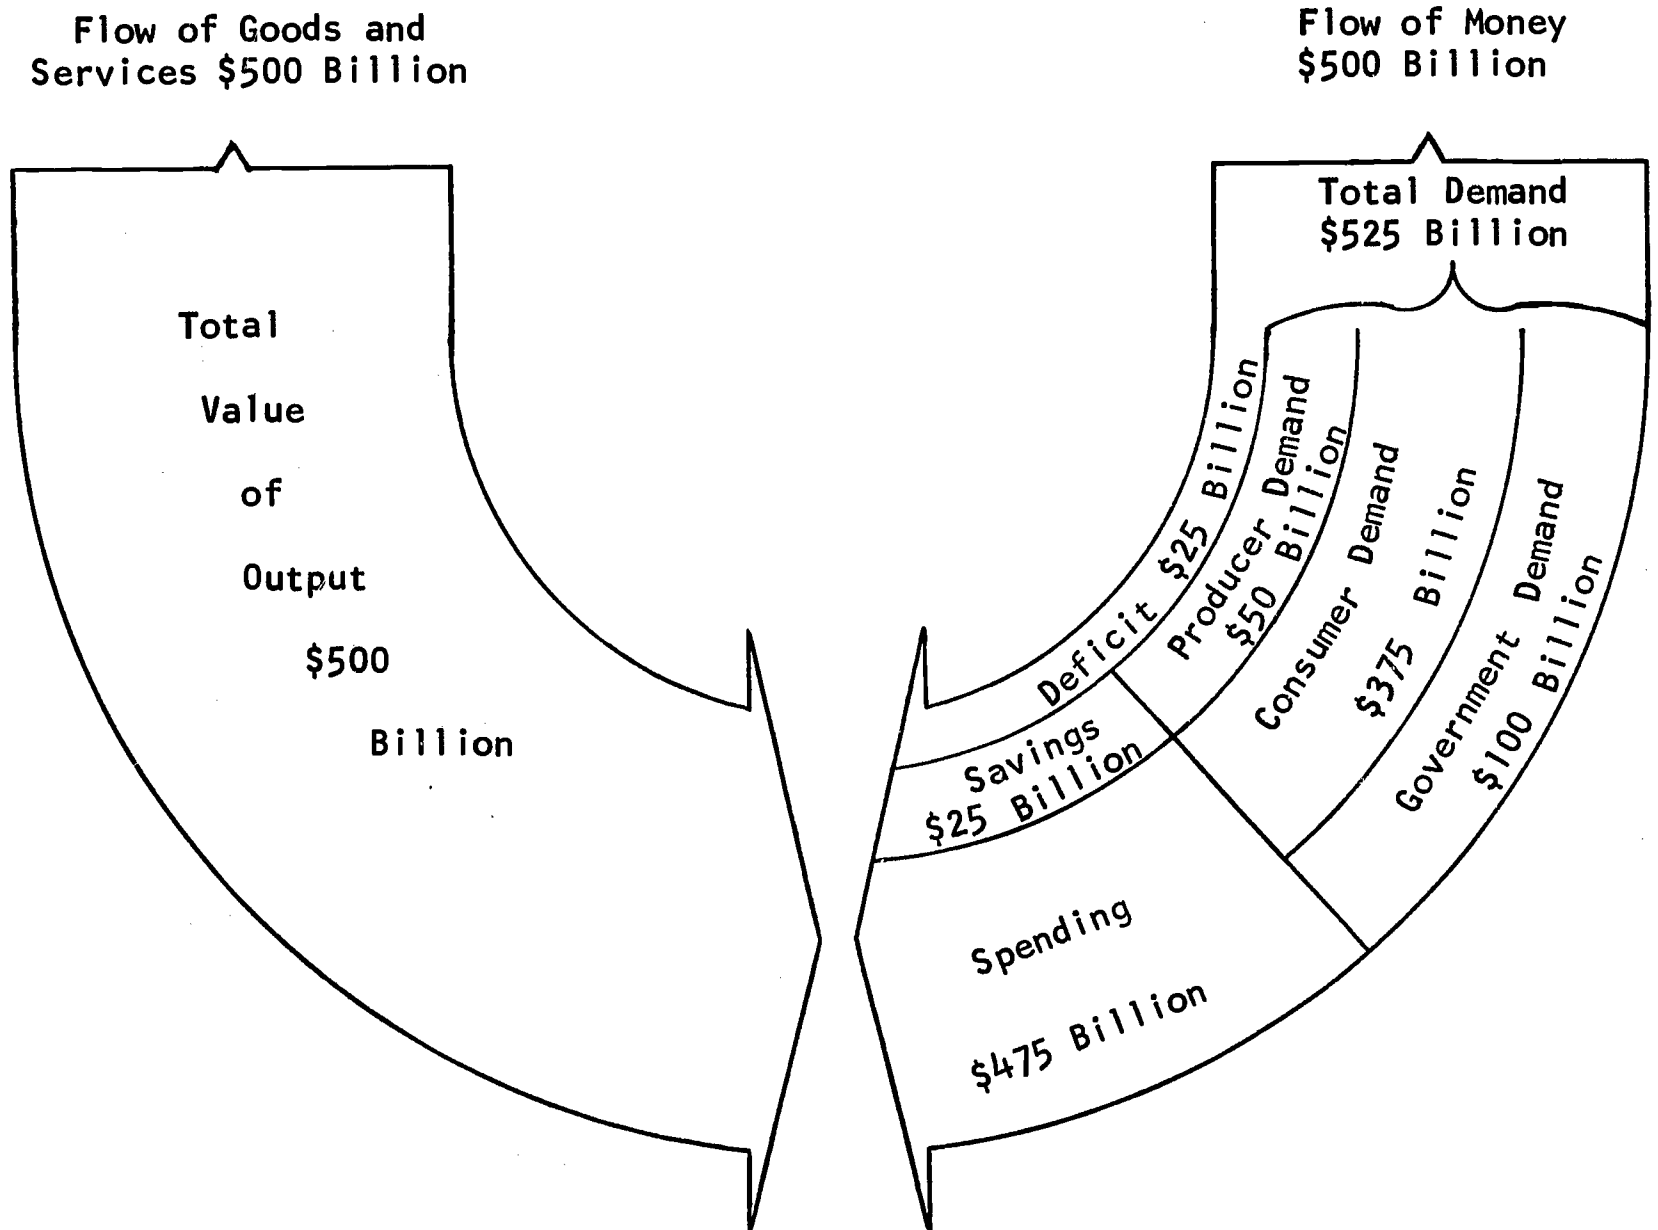 Flow of Goods and
Services $500 Billion
Flow of Money
$500 Billion
Total Demand
$525 Billion
Total
Value
of
Output
$500
Billion
Deficit $25 Billion
Producer Demand
$50 Billion
Consumer Demand
$375 Billion
Government Demand
$100 Billion
Savings
$25 Billion
Spending
$475 Billion